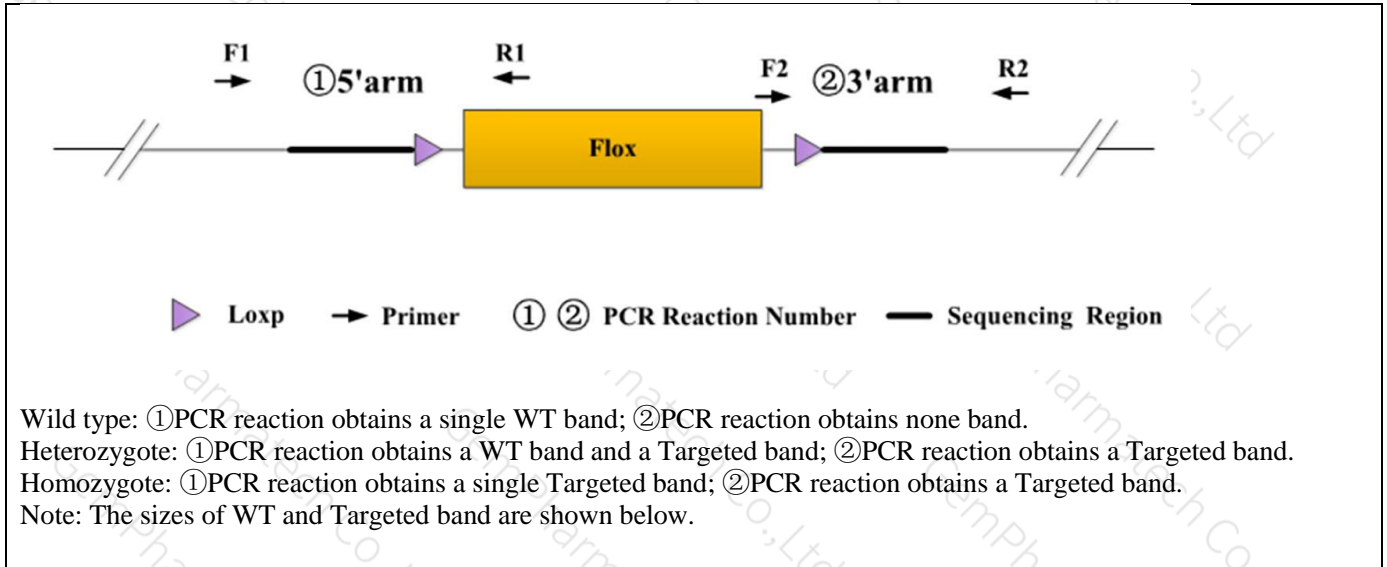 F1
R1
F2
R2
①5'arm
②3'arm
Flox
Loxp
Primer
① ② PCR Reaction Number
Sequencing Region
Wild type: ①PCR reaction obtains a single WT band; ②PCR reaction obtains none band.
Heterozygote: ①PCR reaction obtains a WT band and a Targeted band; ②PCR reaction obtains a Targeted band.
Homozygote: ①PCR reaction obtains a single Targeted band; ②PCR reaction obtains a Targeted band.
Note: The sizes of WT and Targeted band are shown below.